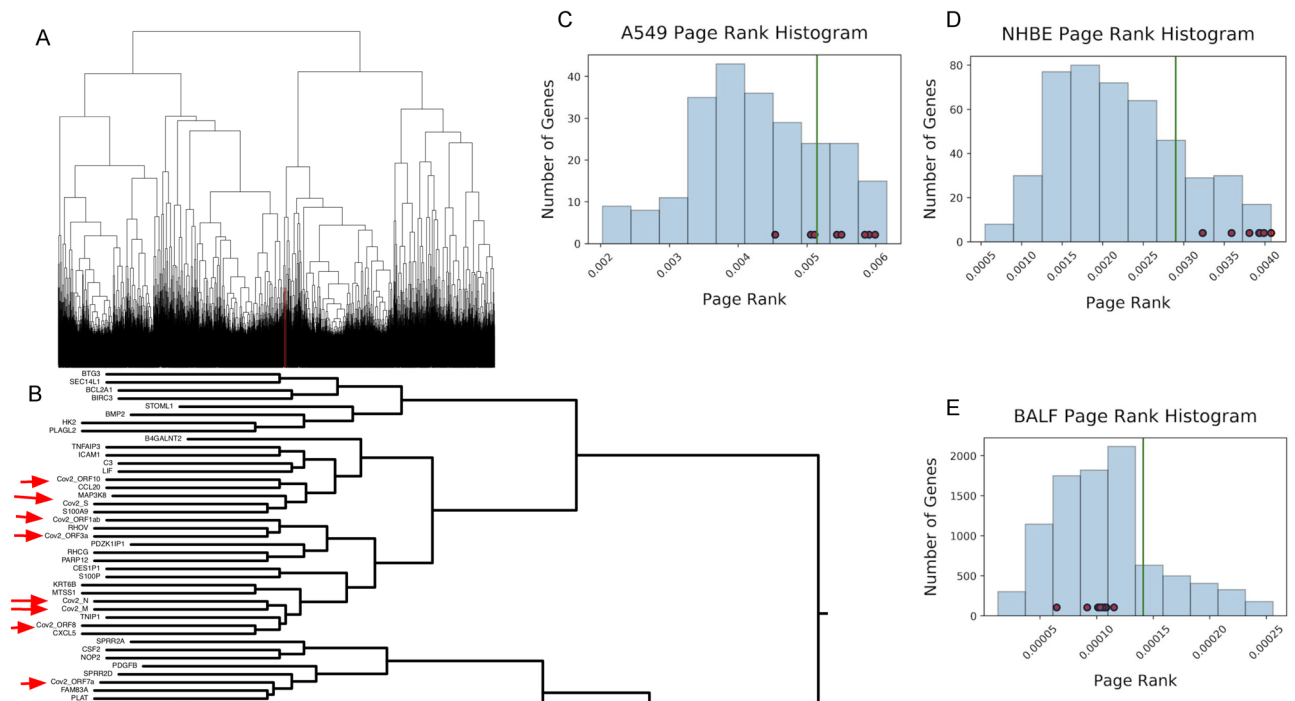 A
B
BTG3
SEC14L1
BCL2A1
BIRC3
STOML1
BMP2
HK2
PLAGL2
B4GALNT2
TNFAIP3
ICAM1
C3
LIF
Cov2_ORF10
CCL20
MAP3K8
Cov2_S
S100A9
Cov2_ORF1ab
RHOV
Cov2_ORF3a
PDZK1IP1
RHCG
PARP12
CES1P1
S100P
KRT6B
MTSS1
Cov2_N
Cov2_M
TNIP1
Cov2_ORF8
CXCL5
SPRR2A
CSF2
NOP2
PDGFB
SPRR2D
Cov2_ORF7a
FAM83A
PLAT
C
A549 Page Rank Histogram
Number of Genes
40
30
20
10
0
0.002 0.003 0.004 0.005 0.006
Page Rank
D
NHBE Page Rank Histogram
Number of Genes
80
60
40
20
0
0.0005 0.0010 0.0015 0.0020 0.0025 0.0030 0.0035 0.0040
Page Rank
E
BALF Page Rank Histogram
Number of Genes
2000
1500
1000
500
0
0.00005 0.00010 0.00015 0.00020 0.00025
Page Rank